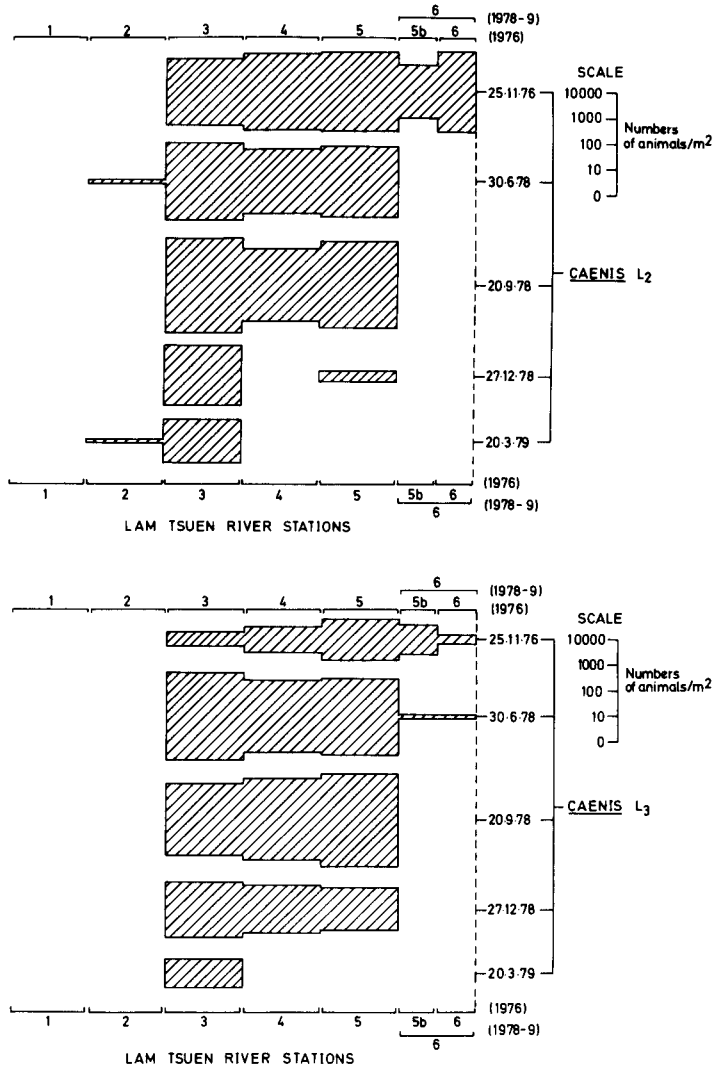 6
(1978-9)
1 2 3 4 5 5b 6 (1976)
SCALE
25·11·76
10000
1000
100
10
0
Numbers of animals/m²
30·6·78
20·9·78
CAENIS L2
27·12·78
20·3·79
(1976)
1 2 3 4 5 5b 6 (1978-9)
6
LAM TSUEN RIVER STATIONS
6
(1978-9)
1 2 3 4 5 5b 6 (1976)
SCALE
25·11·76
10000
1000
100
10
0
Numbers of animals/m²
30·6·78
20·9·78
CAENIS L3
27·12·78
20·3·79
(1976)
1 2 3 4 5 5b 6 (1978-9)
6
LAM TSUEN RIVER STATIONS